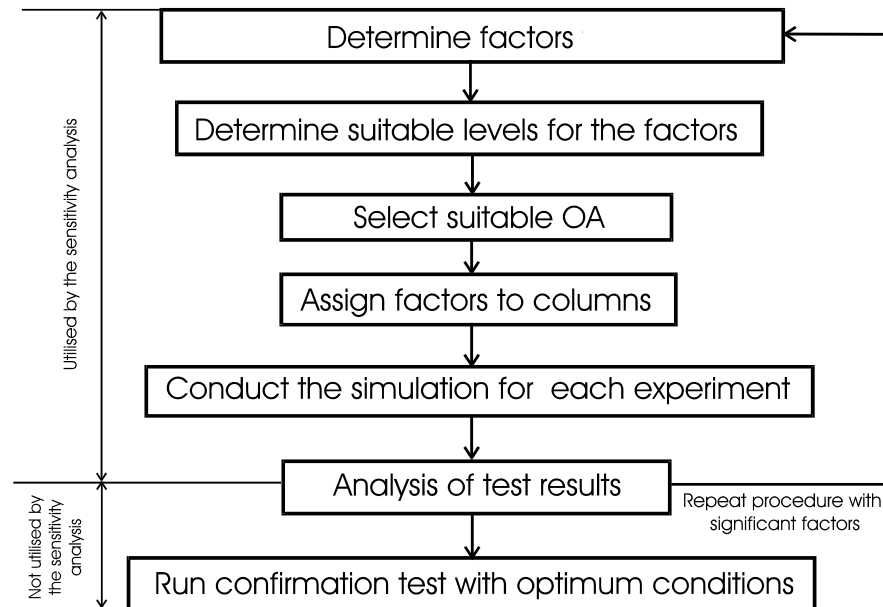 Determine factors
Determine suitable levels for the factors
Select suitable OA
Assign factors to columns
Conduct the simulation for each experiment
Analysis of test results
Repeat procedure with
significant factors
Run confirmation test with optimum conditions
Utilised by the sensitivity analysis
Not utilised by
the sensitivity
analysis